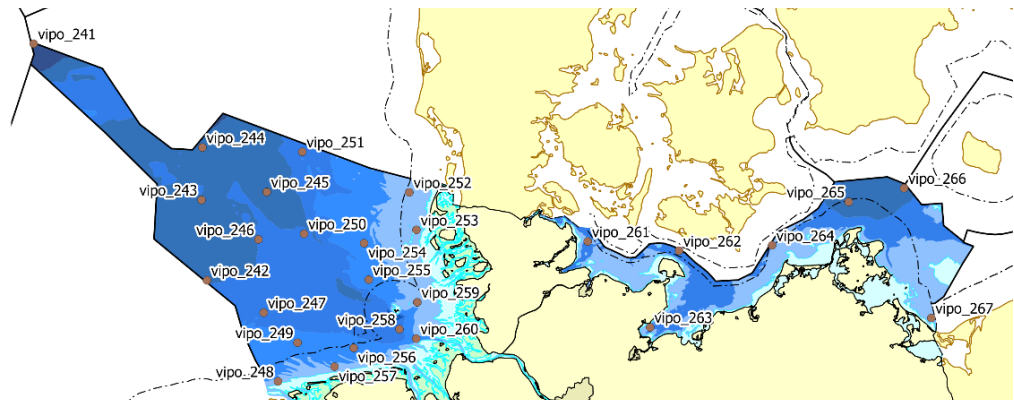 vipo_241
vipo_244
vipo_251
vipo_243
vipo_245
vipo_252
vipo_265
vipo_266
vipo_250
vipo_253
vipo_246
vipo_254
vipo_261
vipo_262
vipo_264
vipo_242
vipo_255
vipo_247
vipo_259
vipo_249
vipo_258
vipo_260
vipo_263
vipo_267
vipo_256
vipo_248
vipo_257